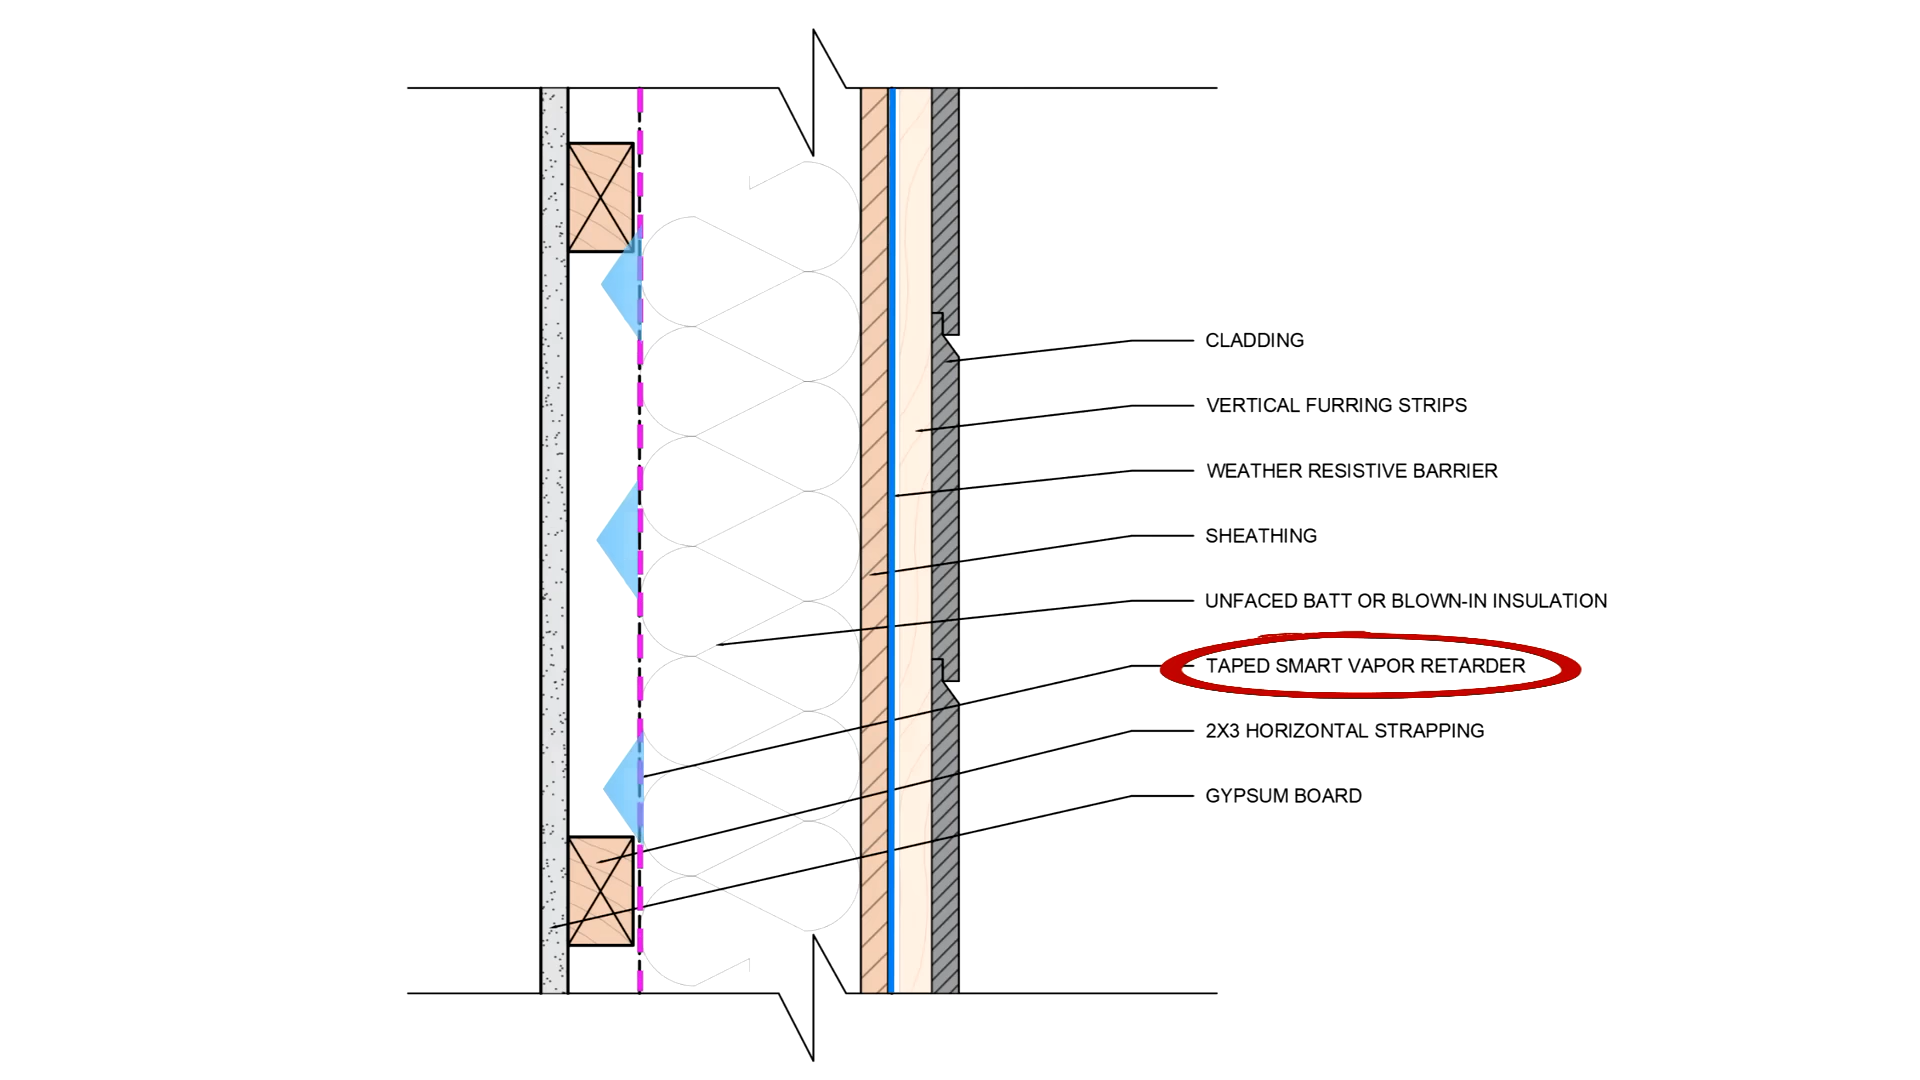 CLADDING
VERTICAL FURRING STRIPS
WEATHER RESISTIVE BARRIER
SHEATHING
UNFACED BATT OR BLOWN-IN INSULATION
TAPED SMART VAPOR RETARDER
2X3 HORIZONTAL STRAPPING
GYPSUM BOARD